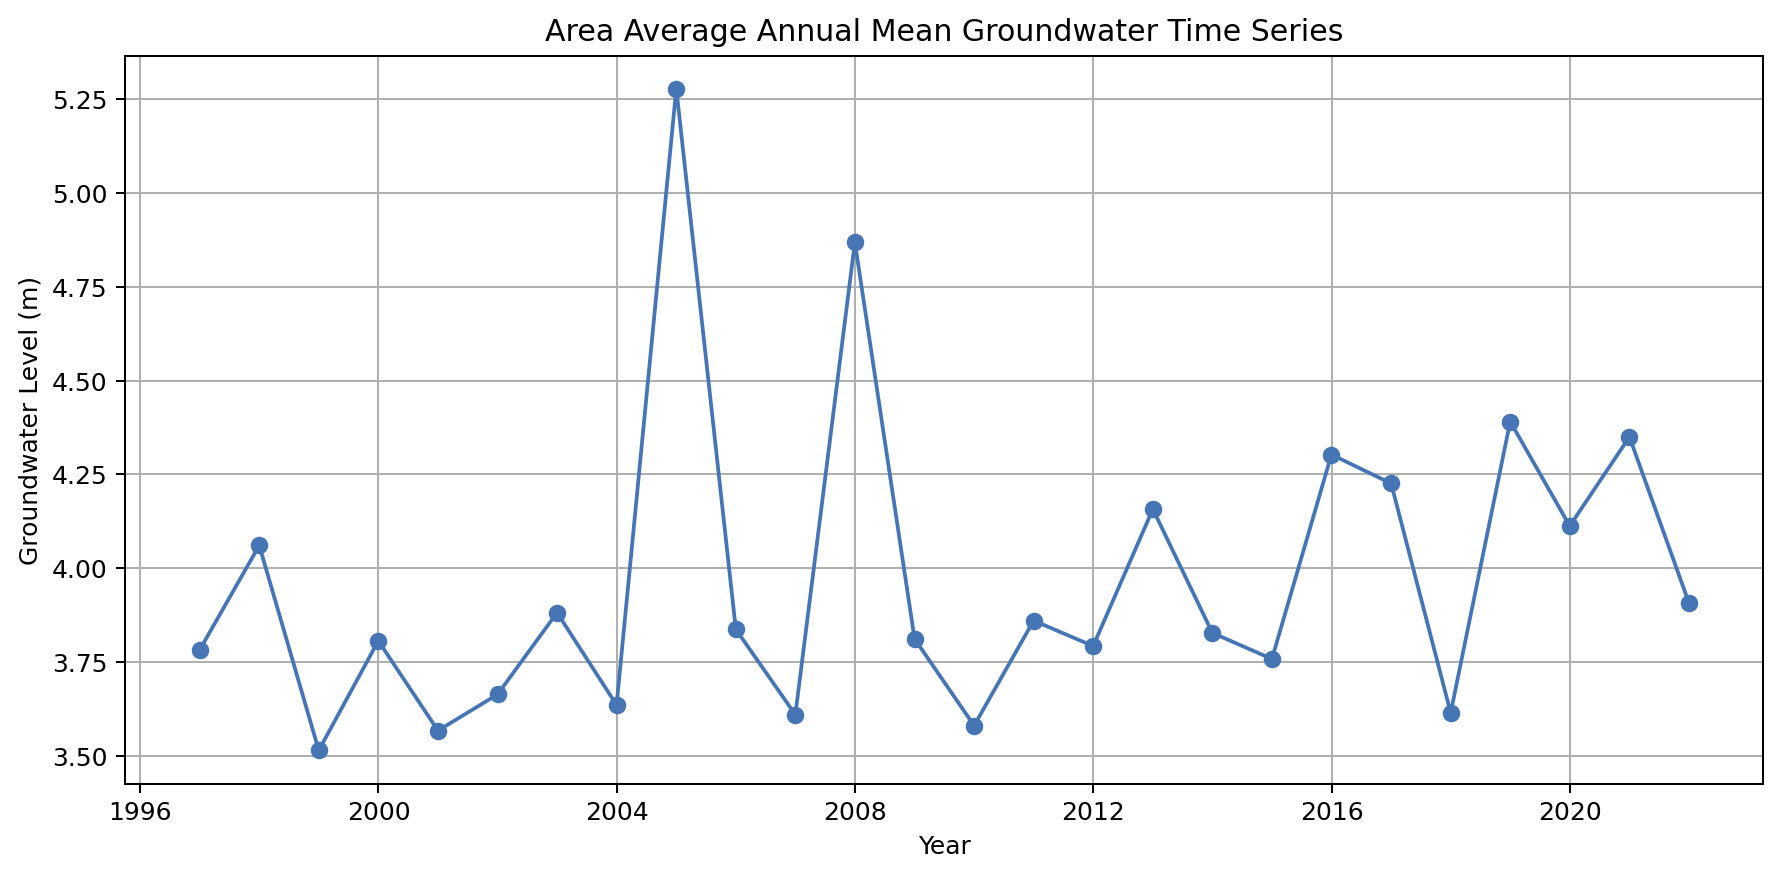 Area Average Annual Mean Groundwater Time Series
Groundwater Level (m)
5.25
5.00
4.75
4.50
4.25
4.00
3.75
3.50
1996 2000 2004 2008 2012 2016 2020
Year